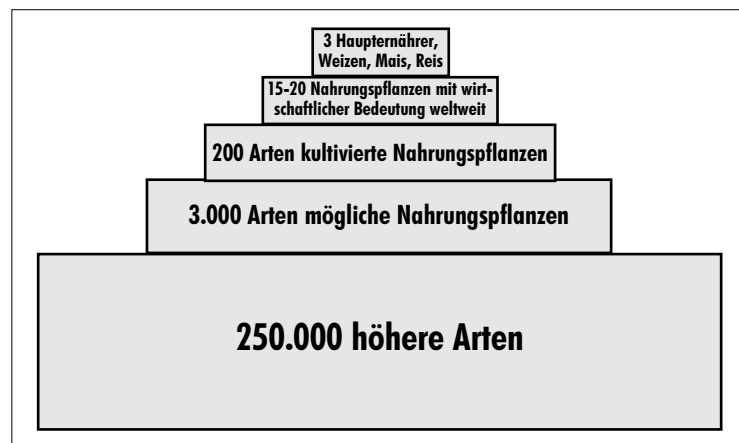 3 Haupternährer,
Weizen, Mais, Reis
15-20 Nahrungspflanzen mit wirt-
schaftlicher Bedeutung weltweit
200 Arten kultivierte Nahrungspflanzen
3.000 Arten mögliche Nahrungspflanzen
250.000 höhere Arten